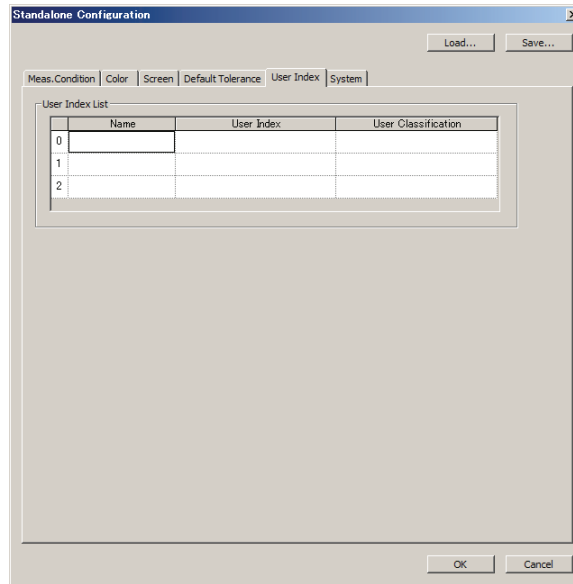 Standalone Configuration
Load... Save...
Meas.Condition Color Screen Default Tolerance User Index System
User Index List
Name User Index User Classification
0
1
2
OK Cancel